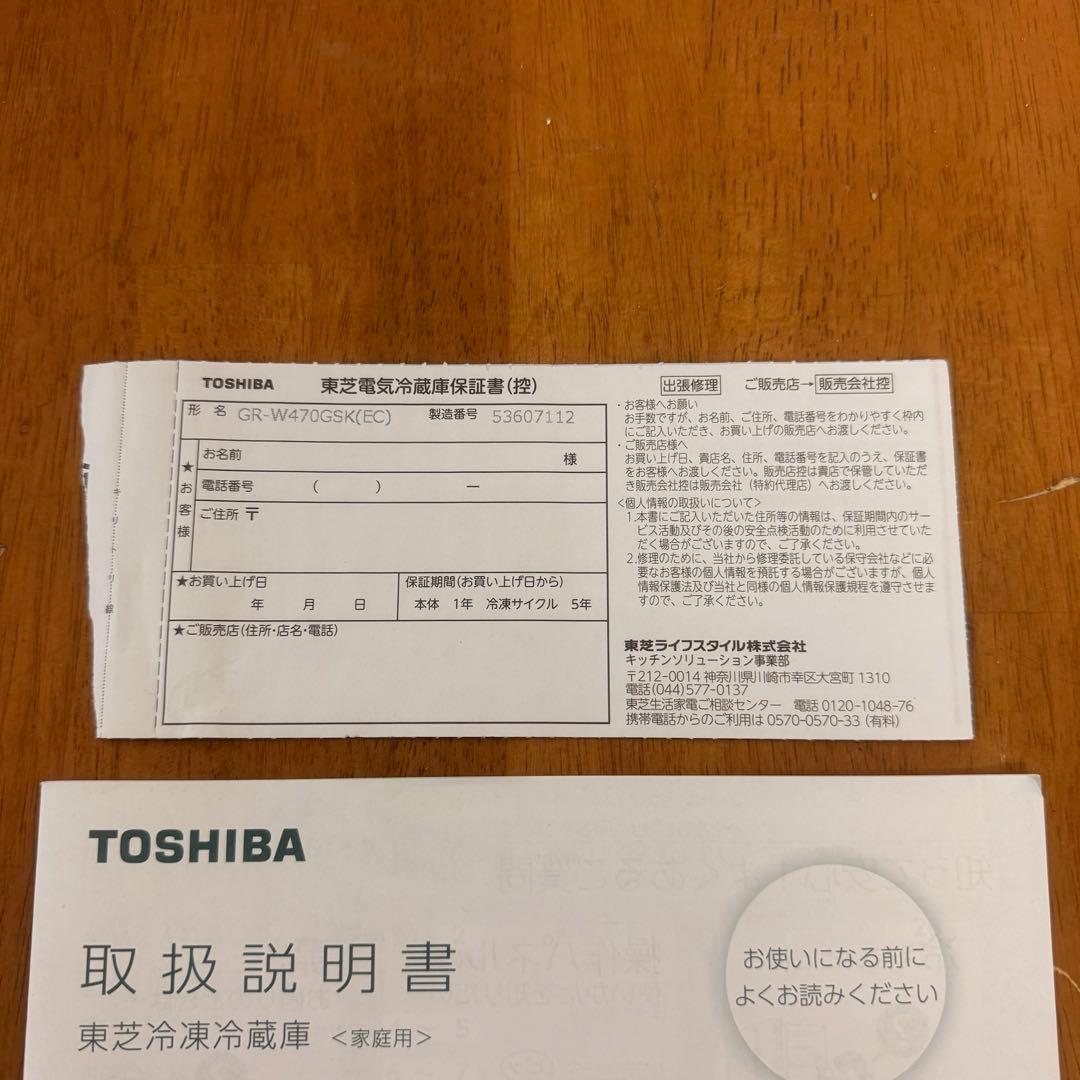 TOSHIBA 東芝電気冷蔵庫保証書(控) 出張修理 ご販売店→販売会社控
形 名 GR-W470GSK(EC) 製造番号 53607112
★お客様
お名前 様
電話番号 ( ) ー
ご住所 〒
★お買い上げ日
年 月 日
保証期間(お買い上げ日から)
本体 1年 冷凍サイクル 5年
★ご販売店(住所・店名・電話)
・お客様へお願い
お手数ですが、お名前、ご住所、電話番号をわかりやすく枠内
にご記入いただき、お買い上げの販売店へお渡しください。
・ご販売店様へ
お買い上げ日、貴店名、住所、電話番号を記入のうえ、保証書
をお客様へお渡しください。販売店控は貴店で保管していただ
き販売会社控は販売会社（特約代理店）へお渡しください。
<個人情報の取扱いについて>
1.本書にご記入いただいた住所等の情報は、保証期間内のサー
ビス活動及びその後の安全点検活動のために利用させていた
だく場合がございますので、ご了承ください。
2.修理のために、当社から修理委託している保守会社などに必
要なお客様の個人情報を預託する場合がございますが、個人
情報保護法及び当社と同様の個人情報保護規程を遵守させま
すので、ご了承ください。
東芝ライフスタイル株式会社
キッチンソリューション事業部
〒212-0014 神奈川県川崎市幸区大宮町 1310
電話(044)577-0137
東芝生活家電ご相談センター 電話 0120-1048-76
携帯電話からのご利用は 0570-0570-33 (有料)
キリトリ線
TOSHIBA
取扱説明書
東芝冷凍冷蔵庫 <家庭用>
お使いになる前に
よくお読みください